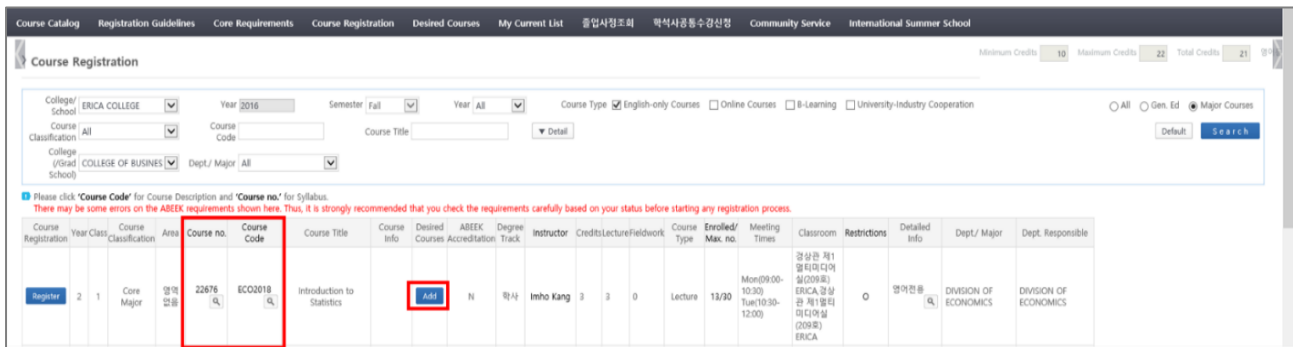 Course Catalog Registration Guidelines Core Requirements Course Registration Desired Courses My Current List 졸업사정조회 학석사공통수강신청 Community Service International Summer School
Course Registration
Minimum Credits 10 Maximum Credits 22 Total Credits 21 영어
College/ School ERICA COLLEGE Year 2016 Semester Fall Year All Course Type English-only Courses Online Courses B-Learning University-Industry Cooperation All Gen. Ed Major Courses
Course Classification All Course Code Course Title ▼ Detail Default Search
College (/Grad School) COLLEGE OF BUSINES Dept./ Major All
Please click 'Course Code' for Course Description and 'Course no.' for Syllabus.
There may be some errors on the ABEEK requirements shown here. Thus, it is strongly recommended that you check the requirements carefully based on your status before starting any registration process.
Course Registration Year Class Course Classification Area Course no. Course Code Course Title Course Info Desired Courses ABEEK Accreditation Degree Track Instructor Credits Lecture Fieldwork Course Type Enrolled/ Max. no. Meeting Times Classroom Restrictions Detailed Info Dept./ Major Dept. Responsible
Register 2 1 Core Major 영역없음 22676 ECO2018 Introduction to Statistics Add N 학사 Imho Kang 3 3 0 Lecture 13/30 Mon(09:00-10:30) Tue(10:30-12:00) 경상관 제1멀티미디어실(209호) ERICA,경상관 제1멀티미디어실(209호) ERICA O 영어전용 DIVISION OF ECONOMICS DIVISION OF ECONOMICS